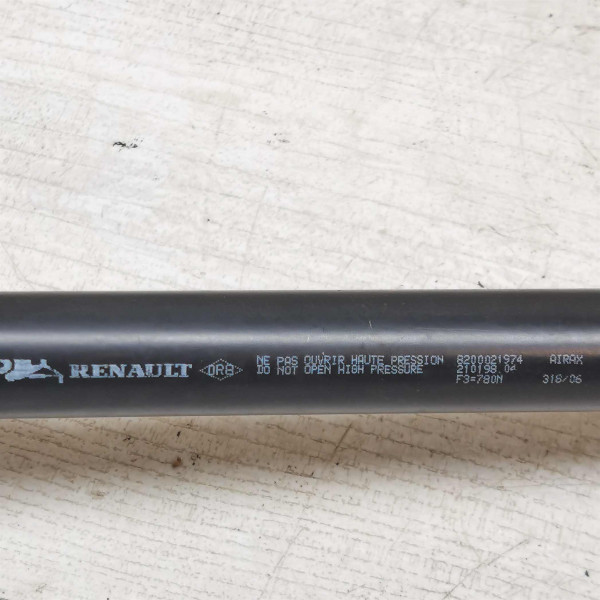 RENAULT
DR8
NE PAS OUVRIR HAUTE PRESSION 8200021974 AIRAX
DO NOT OPEN HIGH PRESSURE 210198.04
F3=780N 318/06